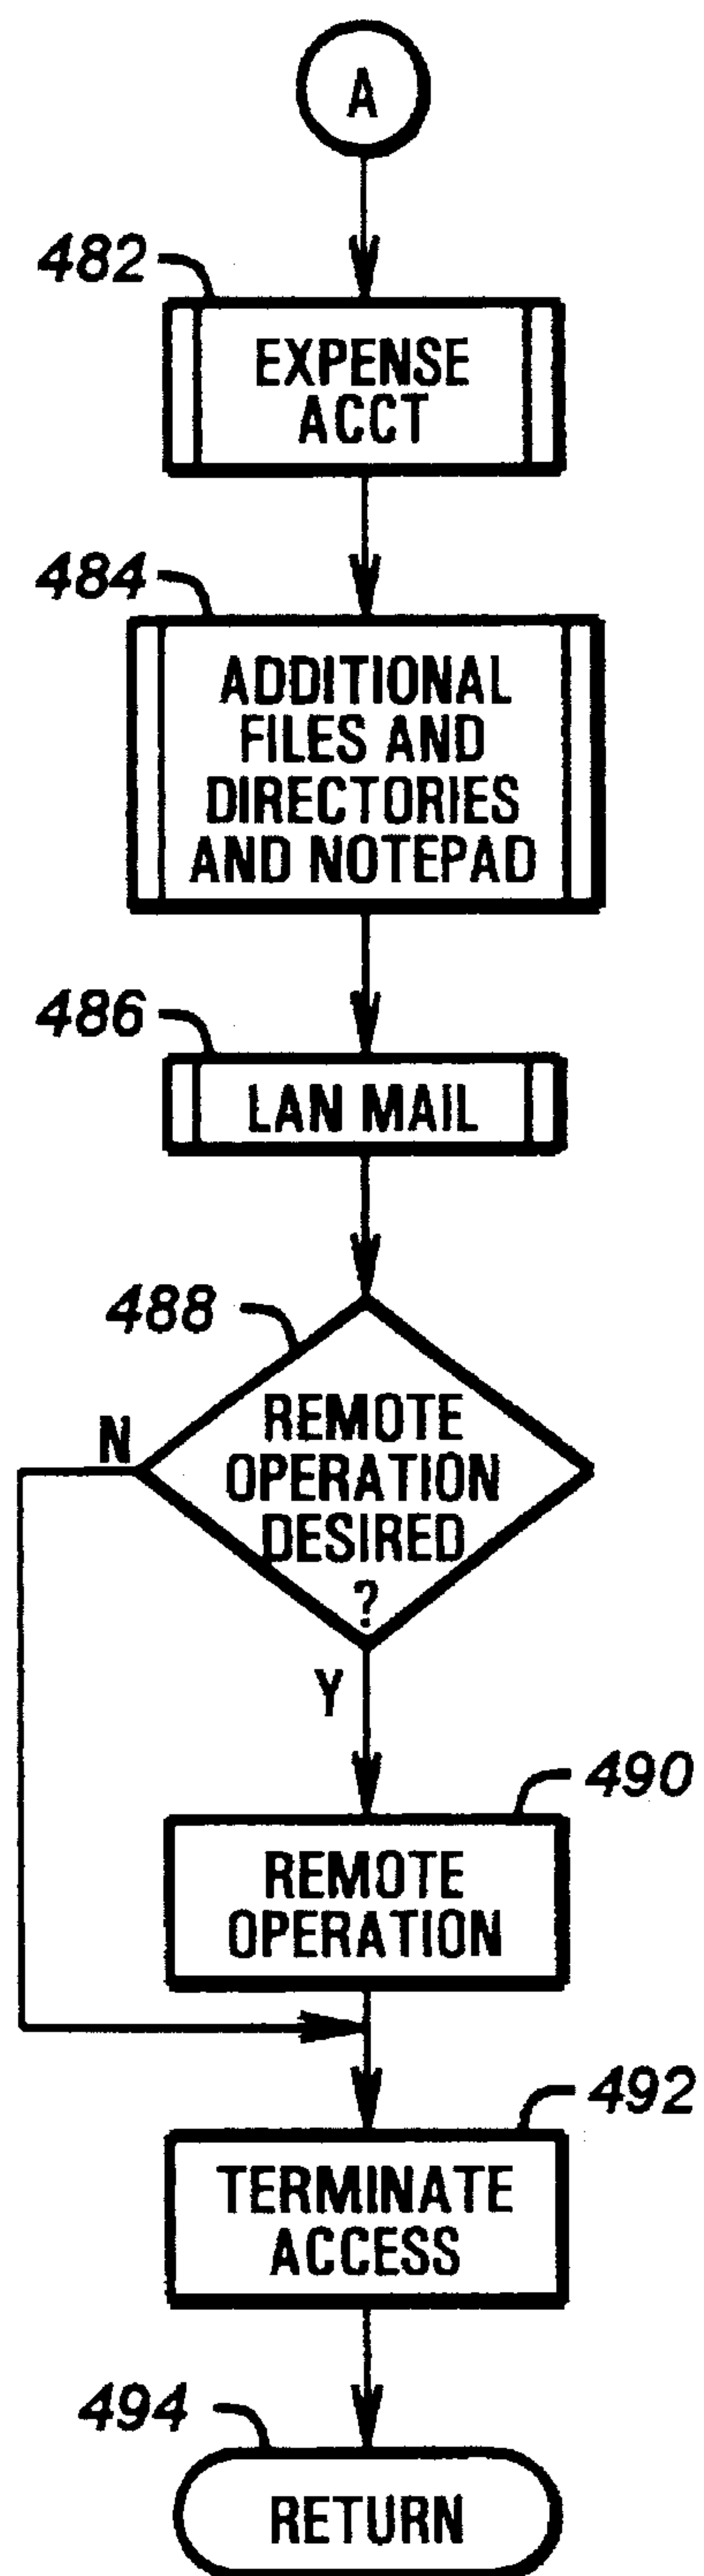 A
482
EXPENSE
ACCT
484
ADDITIONAL
FILES AND
DIRECTORIES
AND NOTEPAD
486
LAN MAIL
488
REMOTE
OPERATION
DESIRED
?
N
Y
490
REMOTE
OPERATION
492
TERMINATE
ACCESS
494
RETURN